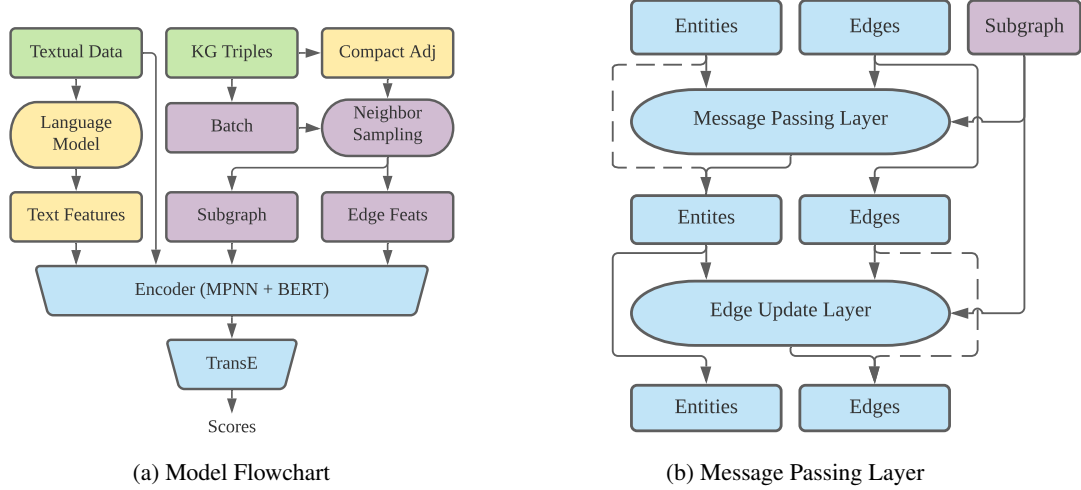 Textual Data
KG Triples
Compact Adj
Language
Model
Batch
Neighbor
Sampling
Text Features
Subgraph
Edge Feats
Encoder (MPNN + BERT)
TransE
Scores
(a) Model Flowchart
Entities
Edges
Subgraph
Message Passing Layer
Entites
Edges
Edge Update Layer
Entities
Edges
(b) Message Passing Layer